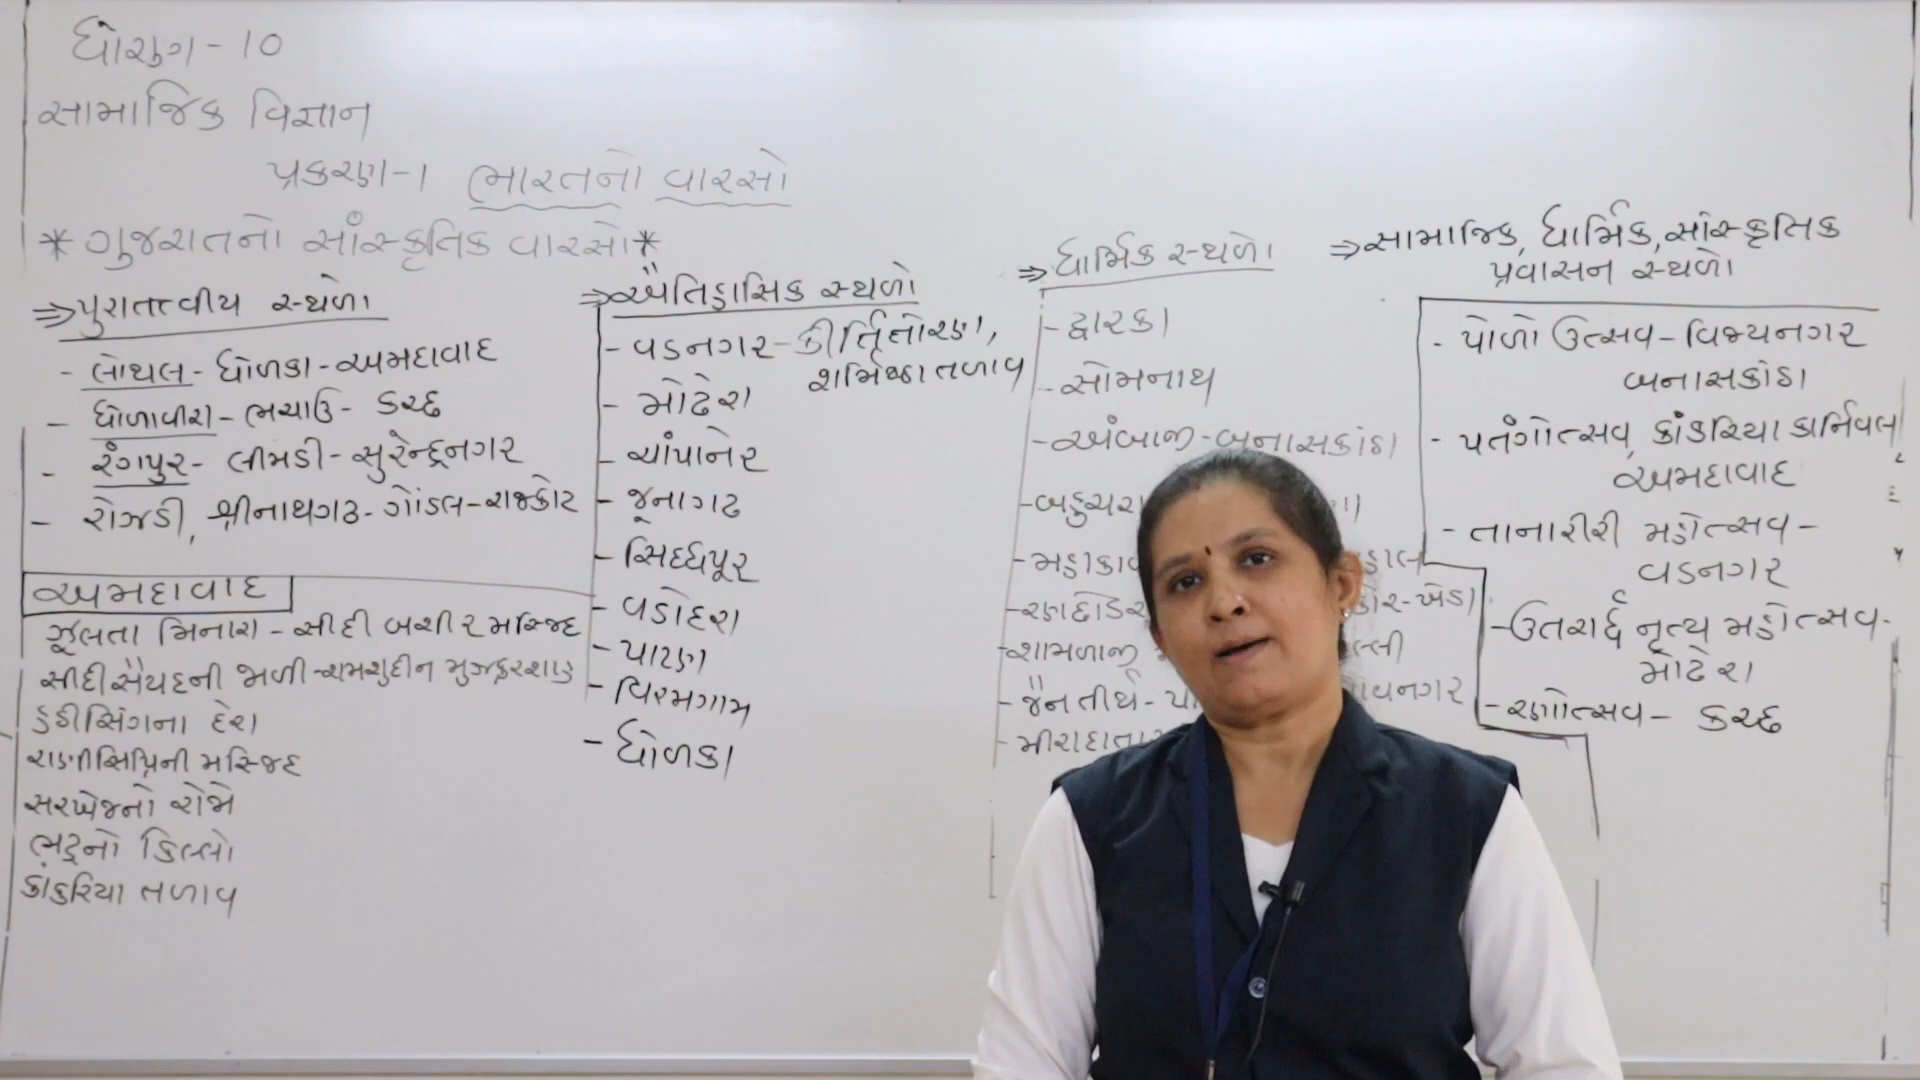 ધોરણ - 10
સામાજિક વિજ્ઞાન
પ્રકરણ-1 ભારતનો વારસો
* ગુજરાતનો સાંસ્કૃતિક વારસો *
⇒ પુરાતત્વીય સ્થળો
- લોથલ - ધોળકા - અમદાવાદ
- ધોળાવીરા - ભચાઉ - કચ્છ
- રંગપુર - લીમડી - સુરેન્દ્રનગર
- રોઝડી, શ્રીનાથગઢ - ગોંડલ - રાજકોટ
અમદાવાદ
ઝૂલતા મિનારા - સીદી બશીર મસ્જિદ
સીદી સૈયદની જાળી - શમશુદીન મુઝફ્ફરશાહ
હઠીસિંગના દેરા
રાણીસિપ્રિની મસ્જિદ
સરખેજનો રોજો
ભદ્રનો કિલ્લો
કાંકરિયા તળાવ
⇒ ઐતિહાસિક સ્થળો
- વડનગર - કીર્તિતોરણ,
શર્મિષ્ઠા તળાવ
- મોઢેરા
- ચાંપાનેર
- જૂનાગઢ
- સિદ્ધપૂર
- વડોદરા
- પાટણ
- વિરમગામ
- ધોળકા
⇒ ધાર્મિક સ્થળો
- દ્વારકા
- સોમનાથ
- અંબાજી - બનાસકાંઠા
- શામળાજી
- જૈન તીર્થ -
⇒ સામાજિક, ધાર્મિક, સાંસ્કૃતિક
પ્રવાસન સ્થળો
- પોળો ઉત્સવ - વિજયનગર
બનાસકાંઠા
- પતંગોત્સવ, કાંકરિયા કાર્નિવલ
અમદાવાદ
- તાનારીરી મહોત્સવ -
વડનગર
- ઉતરાર્દ્ધ નૃત્ય મહોત્સવ -
મોઢેરા
- રણોત્સવ - કચ્છ